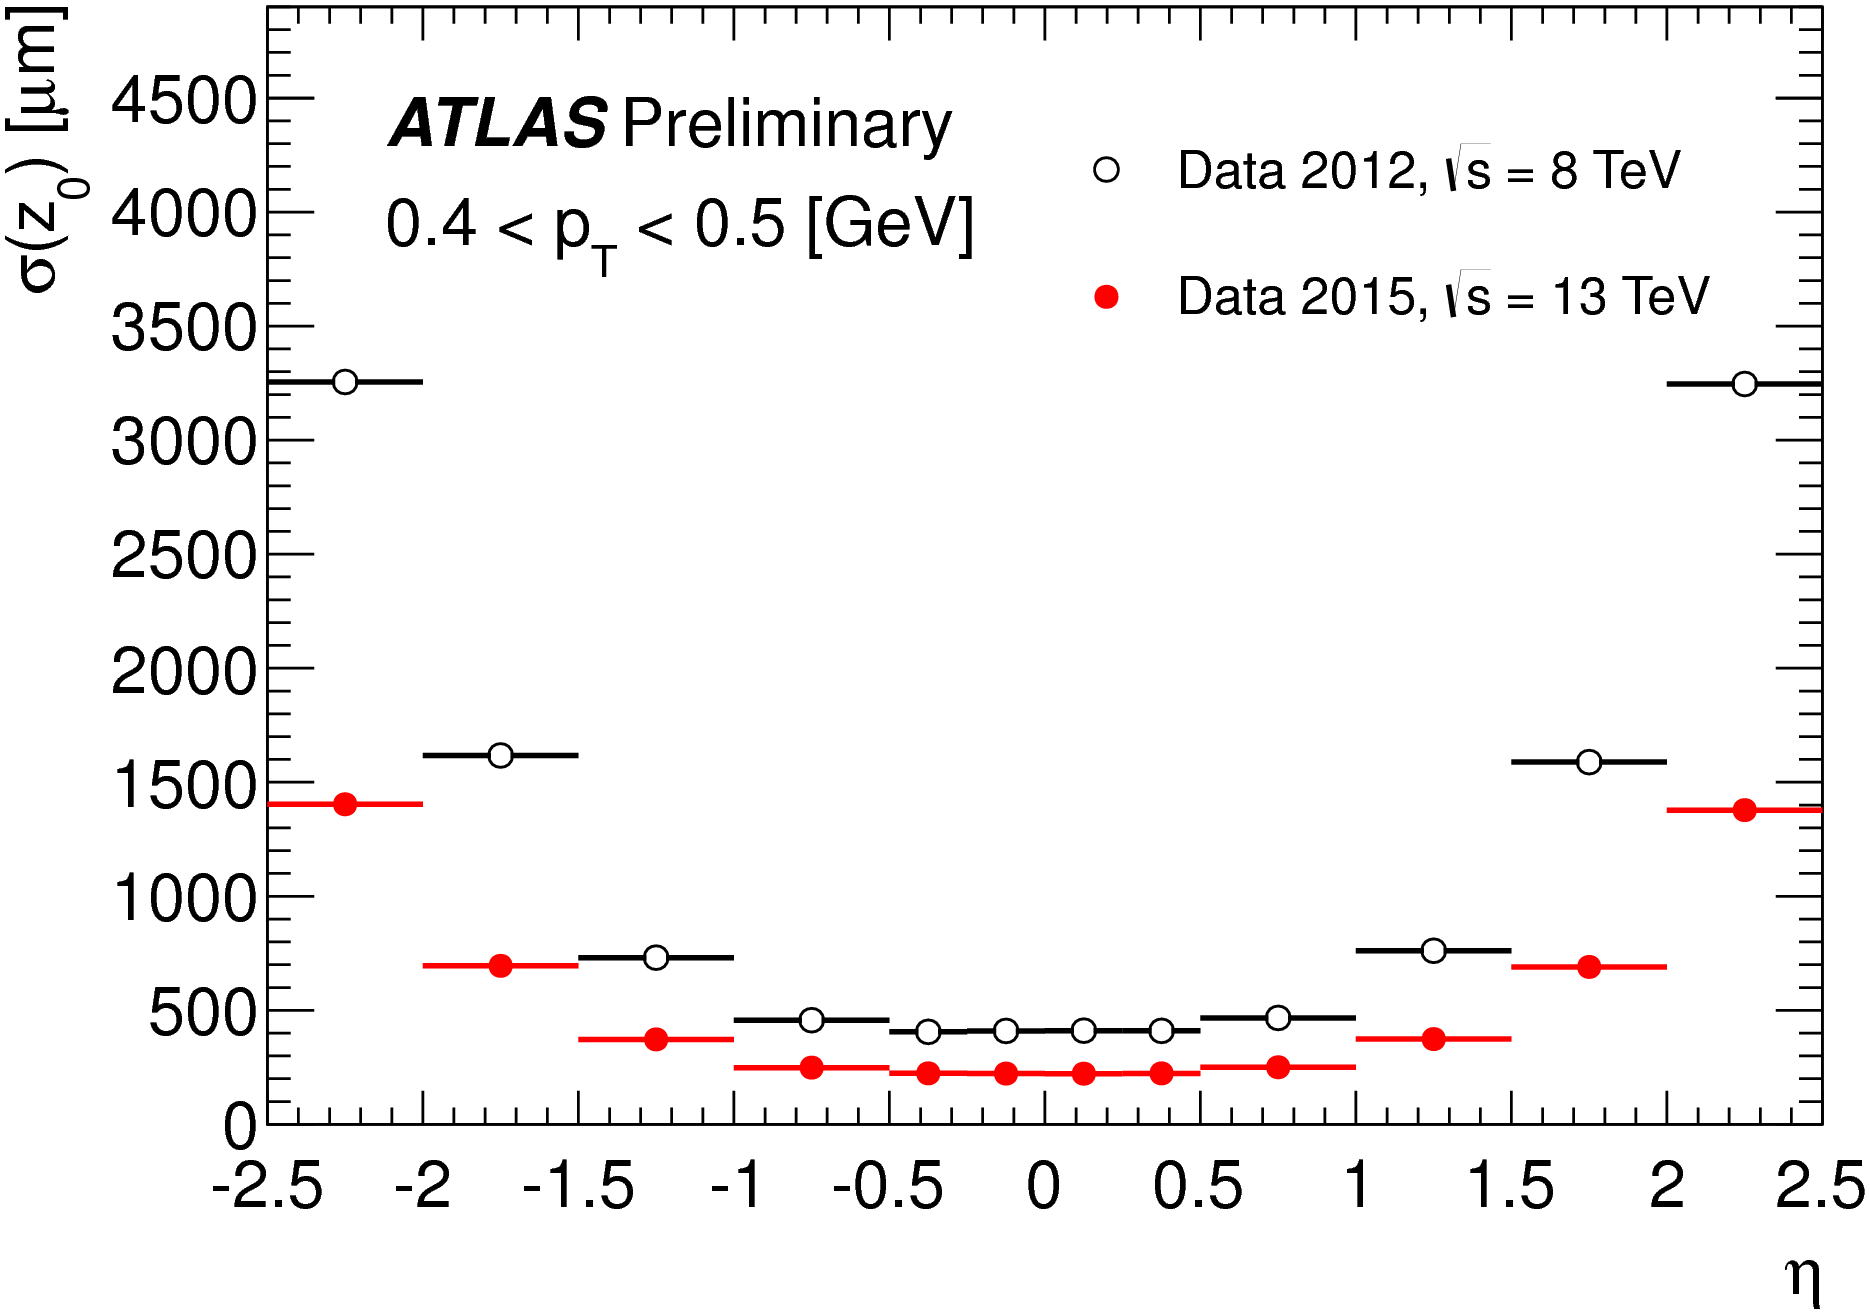 σ(z0) [μm]
4500
4000
3500
3000
2500
2000
1500
1000
500
0
ATLAS Preliminary
0.4 < pT < 0.5 [GeV]
Data 2012, √s = 8 TeV
Data 2015, √s = 13 TeV
-2.5 -2 -1.5 -1 -0.5 0 0.5 1 1.5 2 2.5
η